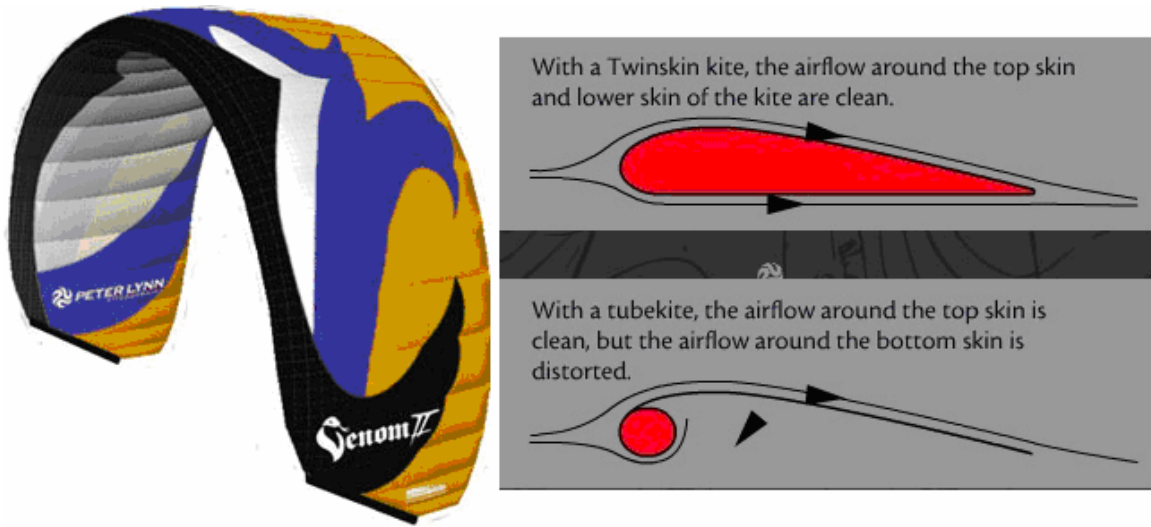 PETER LYNN
Venom II
With a Twinskin kite, the airflow around the top skin
and lower skin of the kite are clean.
With a tubekite, the airflow around the top skin is
clean, but the airflow around the bottom skin is
distorted.